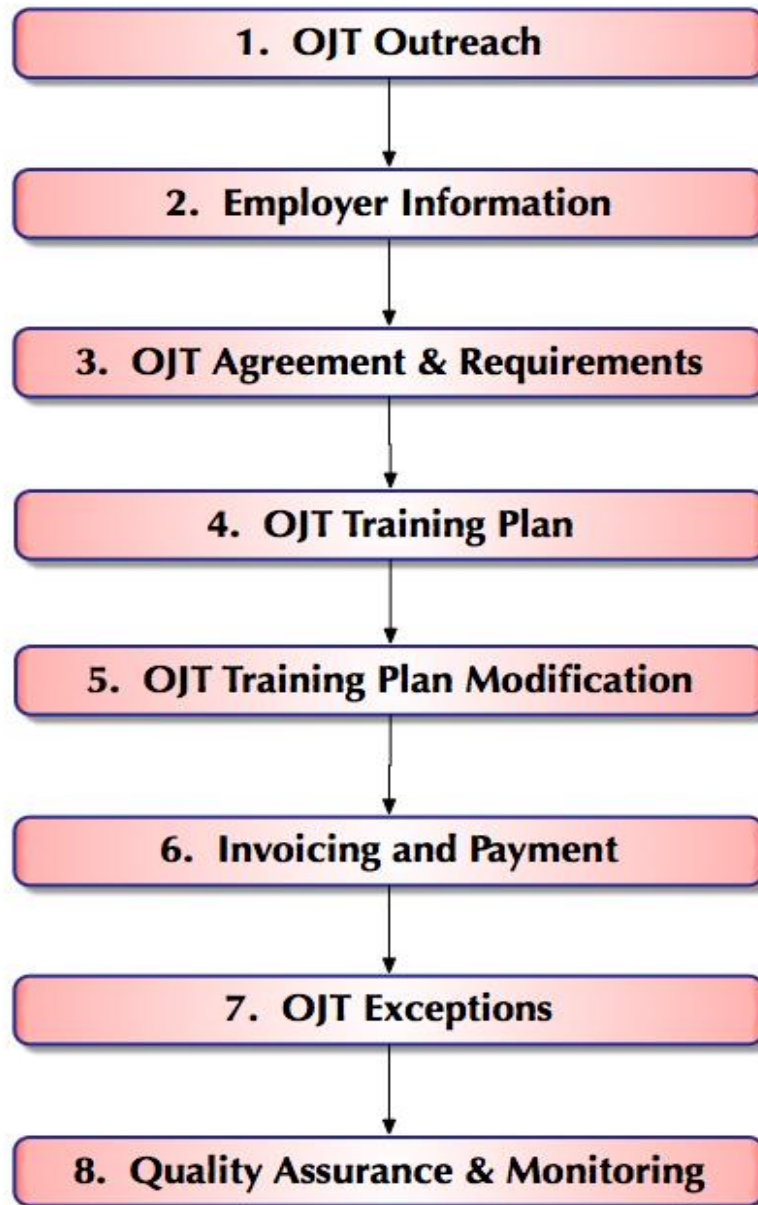 1. OJT Outreach
2. Employer Information
3. OJT Agreement & Requirements
4. OJT Training Plan
5. OJT Training Plan Modification
6. Invoicing and Payment
7. OJT Exceptions
8. Quality Assurance & Monitoring